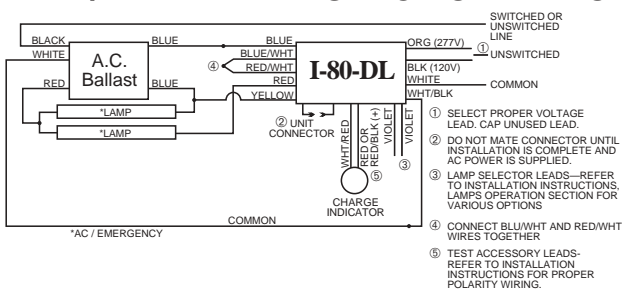 SWITCHED OR
UNSWITCHED
LINE
BLACK
BLUE
BLUE
ORG (277V)
①
UNSWITCHED
WHITE
A.C.
Ballast
BLUE/WHT
④
RED/WHT
I-80-DL
BLK (120V)
RED
BLUE
RED
WHITE
COMMON
YELLOW
WHT/BLK
*LAMP
*LAMP
② UNIT
CONNECTOR
WHT/RED
RED OR
RED/BLK (+)
⑤
VIOLET
VIOLET
③
CHARGE
INDICATOR
COMMON
*AC / EMERGENCY
① SELECT PROPER VOLTAGE
LEAD. CAP UNUSED LEAD.
② DO NOT MATE CONNECTOR UNTIL
INSTALLATION IS COMPLETE AND
AC POWER IS SUPPLIED.
③ LAMP SELECTOR LEADS—REFER
TO INSTALLATION INSTRUCTIONS,
LAMPS OPERATION SECTION FOR
VARIOUS OPTIONS
④ CONNECT BLU/WHT AND RED/WHT
WIRES TOGETHER
⑤ TEST ACCESSORY LEADS-
REFER TO INSTALLATION
INSTRUCTIONS FOR PROPER
POLARITY WIRING.